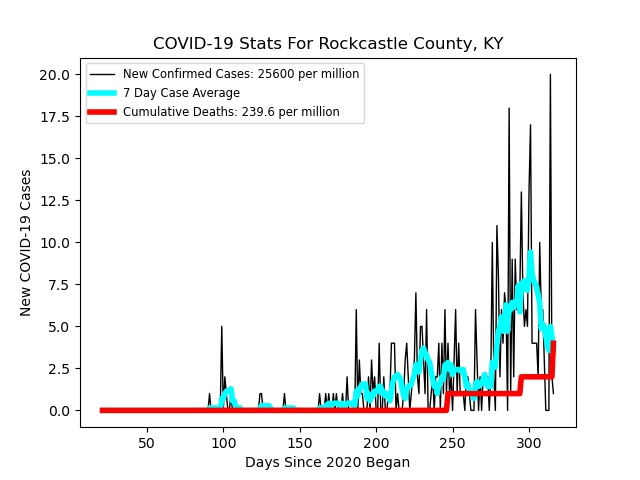 COVID-19 Stats For Rockcastle County, KY
New Confirmed Cases: 25600 per million
7 Day Case Average
Cumulative Deaths: 239.6 per million
20.0
17.5
15.0
12.5
10.0
7.5
5.0
2.5
0.0
New COVID-19 Cases
50 100 150 200 250 300
Days Since 2020 Began